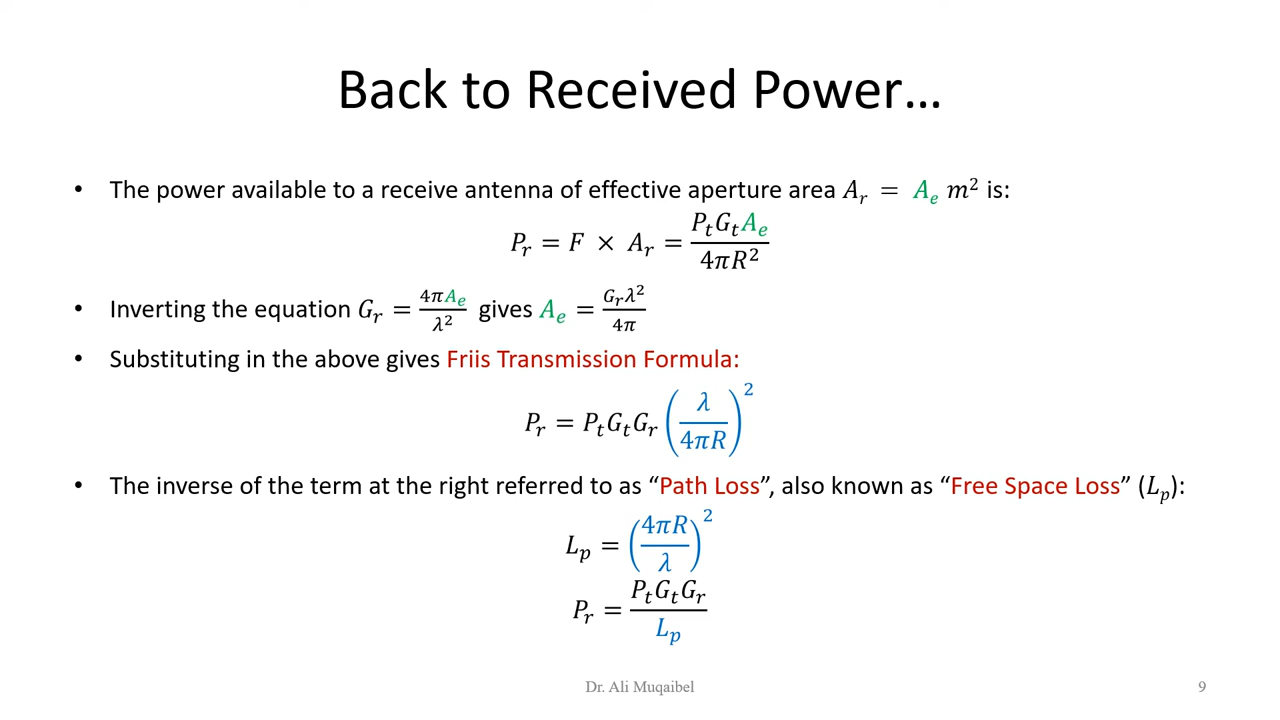 Back to Received Power...
• The power available to a receive antenna of effective aperture area A_r = A_e m² is:
P_r = F × A_r = P_t G_t A_e / 4πR²
• Inverting the equation G_r = 4πA_e / λ² gives A_e = G_r λ² / 4π
• Substituting in the above gives Friis Transmission Formula:
P_r = P_t G_t G_r (λ / 4πR)²
• The inverse of the term at the right referred to as “Path Loss”, also known as “Free Space Loss” (L_p):
L_p = (4πR / λ)²
P_r = P_t G_t G_r / L_p
Dr. Ali Muqaibel
9